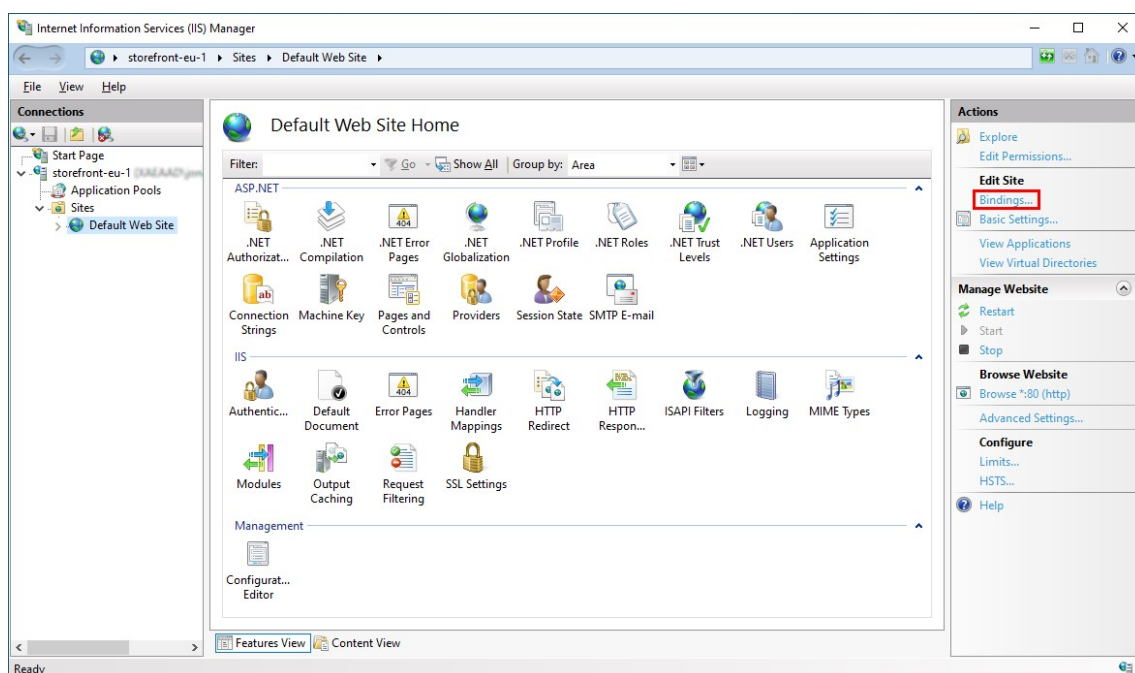 Internet Information Services (IIS) Manager
storefront-eu-1 Sites Default Web Site
File View Help
Connections
Start Page
storefront-eu-1
Application Pools
Sites
Default Web Site
Default Web Site Home
Filter: Go Show All Group by: Area
ASP.NET
.NET Authorizat...
.NET Compilation
.NET Error Pages
.NET Globalization
.NET Profile
.NET Roles
.NET Trust Levels
.NET Users
Application Settings
Connection Strings
Machine Key
Pages and Controls
Providers
Session State
SMTP E-mail
IIS
Authentic...
Default Document
Error Pages
Handler Mappings
HTTP Redirect
HTTP Respon...
ISAPI Filters
Logging
MIME Types
Modules
Output Caching
Request Filtering
SSL Settings
Management
Configurat... Editor
Features View Content View
Ready
Actions
Explore
Edit Permissions...
Edit Site
Bindings...
Basic Settings...
View Applications
View Virtual Directories
Manage Website
Restart
Start
Stop
Browse Website
Browse *:80 (http)
Advanced Settings...
Configure
Limits...
HSTS...
Help